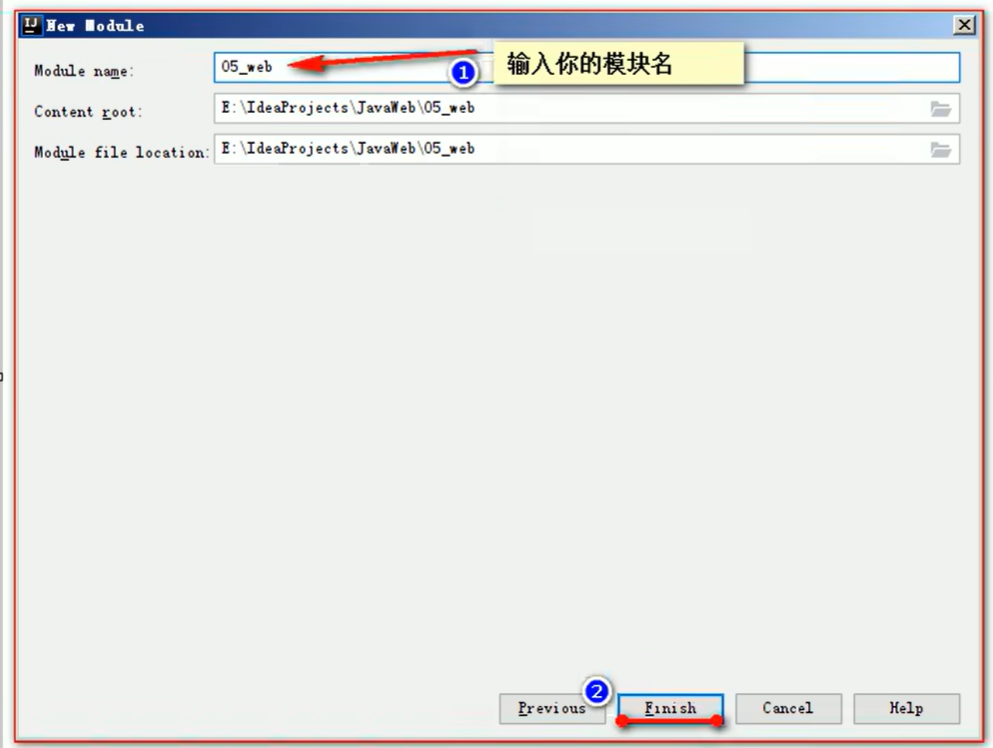 New Module
Module name: 05_web
1 输入你的模块名
Content root: E:\IdeaProjects\JavaWeb\05_web
Module file location: E:\IdeaProjects\JavaWeb\05_web
2
Previous Finish Cancel Help